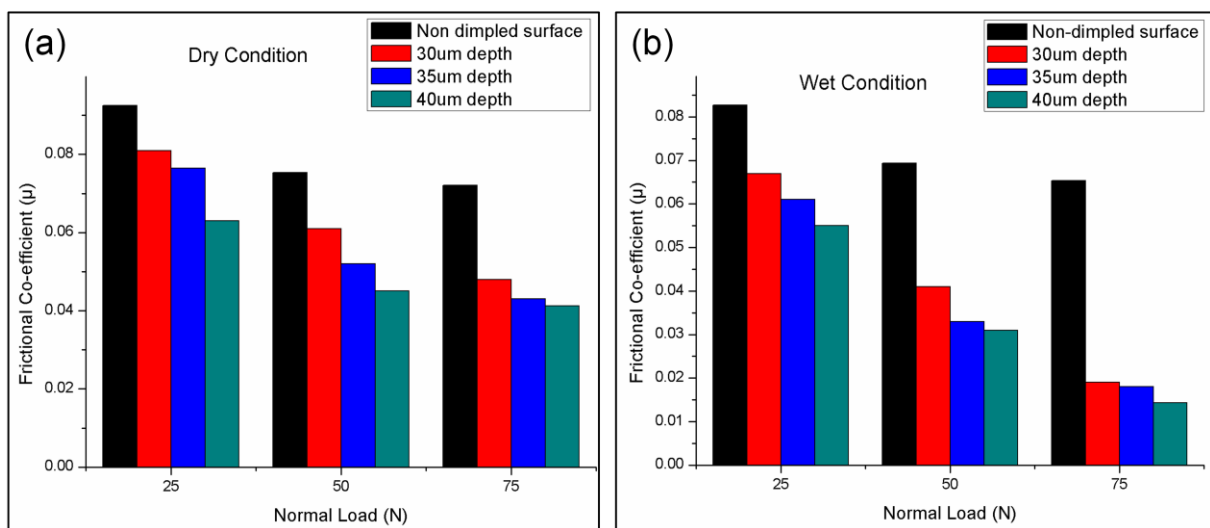 (a)
Dry Condition
Non dimpled surface
30um depth
35um depth
40um depth
Frictional Co-efficient (μ)
0.08
0.06
0.04
0.02
0.00
25
50
75
Normal Load (N)
(b)
Wet Condition
Non-dimpled surface
30um depth
35um depth
40um depth
Frictional Co-efficient (μ)
0.08
0.07
0.06
0.05
0.04
0.03
0.02
0.01
0.00
25
50
75
Normal Load (N)